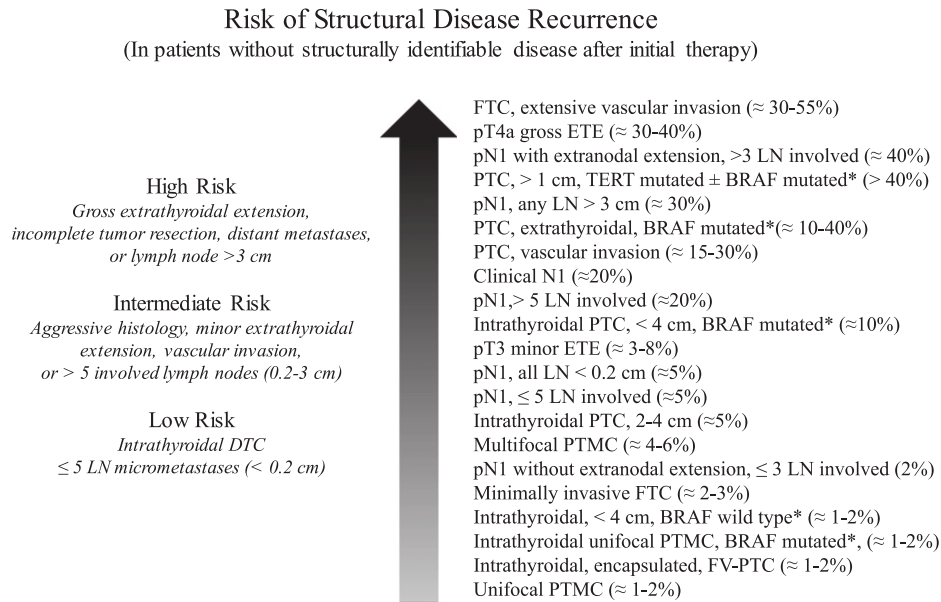 Risk of Structural Disease Recurrence
(In patients without structurally identifiable disease after initial therapy)
High Risk
Gross extrathyroidal extension,
incomplete tumor resection, distant metastases,
or lymph node >3 cm
Intermediate Risk
Aggressive histology, minor extrathyroidal
extension, vascular invasion,
or > 5 involved lymph nodes (0.2-3 cm)
Low Risk
Intrathyroidal DTC
≤ 5 LN micrometastases (< 0.2 cm)
FTC, extensive vascular invasion (≈ 30-55%)
pT4a gross ETE (≈ 30-40%)
pN1 with extranodal extension, >3 LN involved (≈ 40%)
PTC, > 1 cm, TERT mutated ± BRAF mutated* (> 40%)
pN1, any LN > 3 cm (≈ 30%)
PTC, extrathyroidal, BRAF mutated*(≈ 10-40%)
PTC, vascular invasion (≈ 15-30%)
Clinical N1 (≈20%)
pN1,> 5 LN involved (≈20%)
Intrathyroidal PTC, < 4 cm, BRAF mutated* (≈10%)
pT3 minor ETE (≈ 3-8%)
pN1, all LN < 0.2 cm (≈5%)
pN1, ≤ 5 LN involved (≈5%)
Intrathyroidal PTC, 2-4 cm (≈5%)
Multifocal PTMC (≈ 4-6%)
pN1 without extranodal extension, ≤ 3 LN involved (2%)
Minimally invasive FTC (≈ 2-3%)
Intrathyroidal, < 4 cm, BRAF wild type* (≈ 1-2%)
Intrathyroidal unifocal PTMC, BRAF mutated*, (≈ 1-2%)
Intrathyroidal, encapsulated, FV-PTC (≈ 1-2%)
Unifocal PTMC (≈ 1-2%)